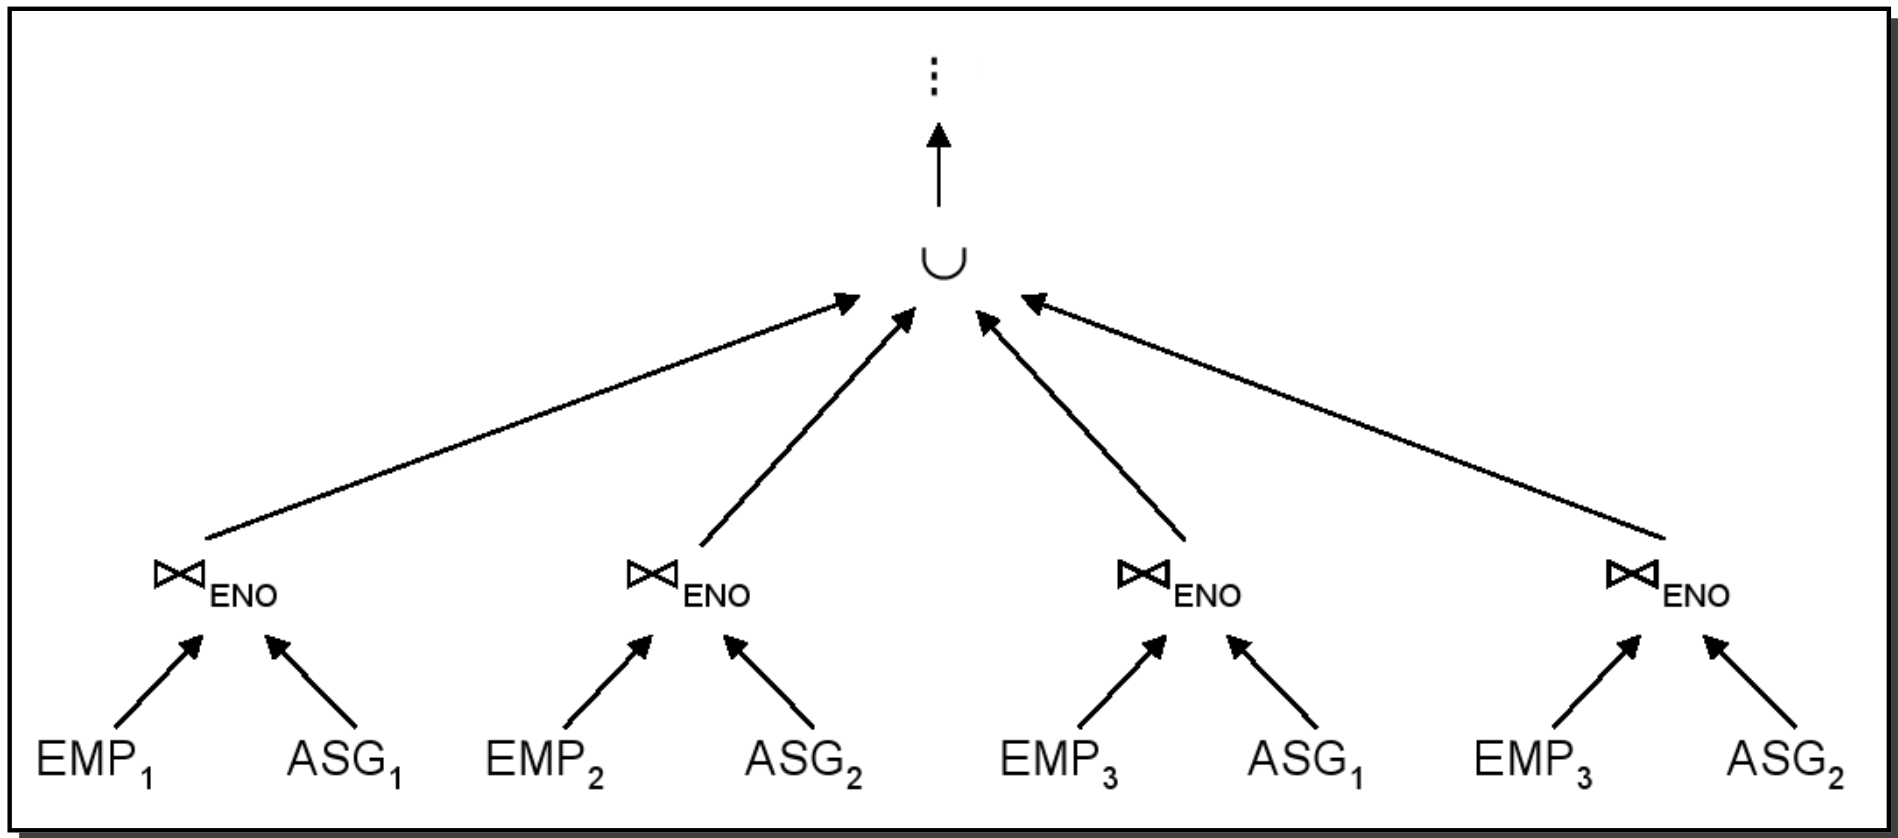 ⋮
∪
⋈ENO ⋈ENO ⋈ENO ⋈ENO
EMP₁ ASG₁ EMP₂ ASG₂ EMP₃ ASG₁ EMP₃ ASG₂